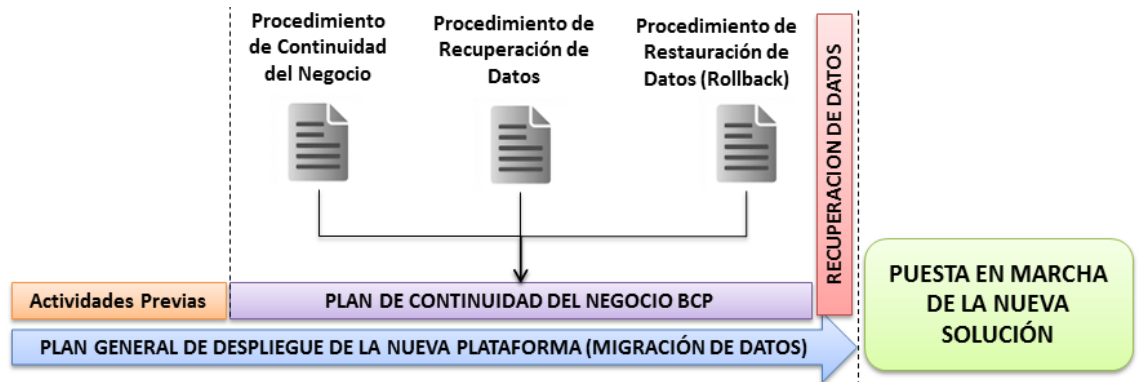 Procedimiento
de Continuidad
del Negocio
Procedimiento de
Recuperación de
Datos
Procedimiento de
Restauración de
Datos (Rollback)
RECUPERACION DE DATOS
Actividades Previas
PLAN DE CONTINUIDAD DEL NEGOCIO BCP
PLAN GENERAL DE DESPLIEGUE DE LA NUEVA PLATAFORMA (MIGRACIÓN DE DATOS)
PUESTA EN MARCHA
DE LA NUEVA
SOLUCIÓN